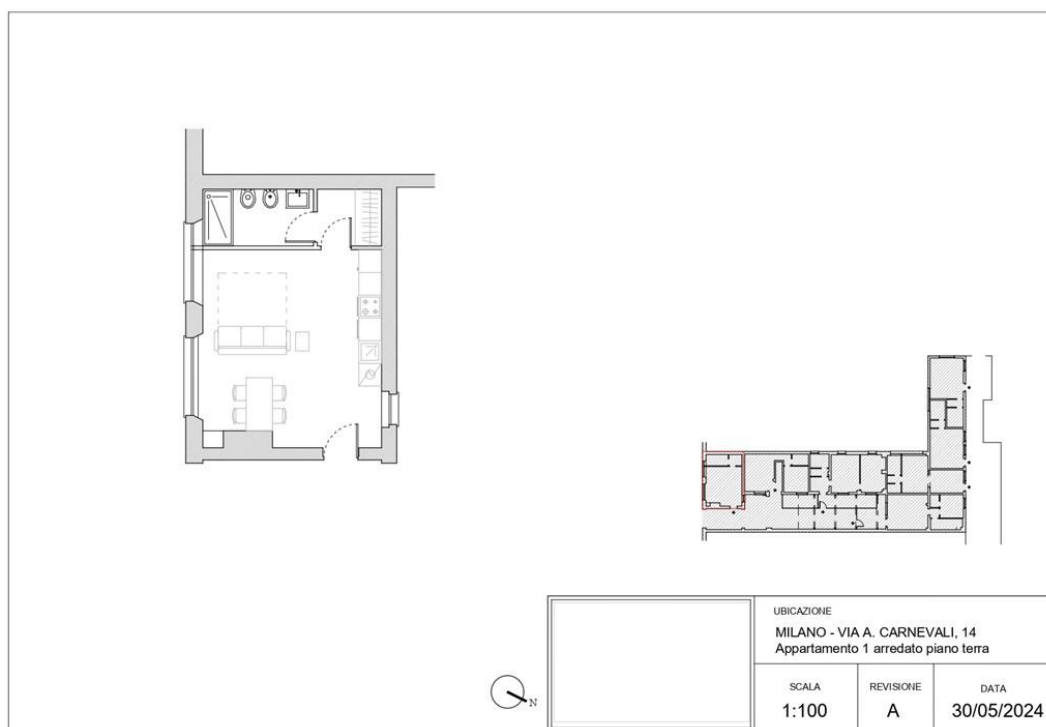 N
UBICAZIONE
MILANO - VIA A. CARNEVALI, 14
Appartamento 1 arredato piano terra
SCALA
1:100
REVISIONE
A
DATA
30/05/2024